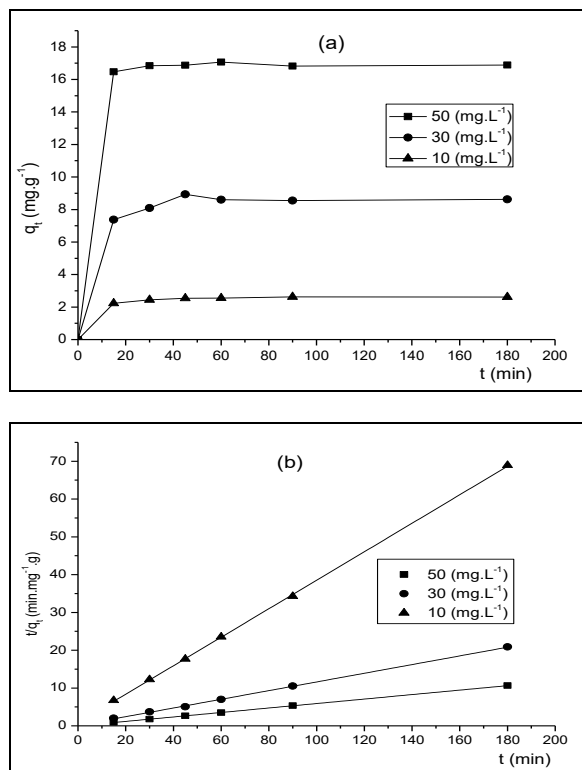 (a)
18
16
14
12
10
8
6
4
2
0
qt (mg.g-1)
50 (mg.L-1)
30 (mg.L-1)
10 (mg.L-1)
0 20 40 60 80 100 120 140 160 180 200
t (min)
(b)
70
60
50
40
30
20
10
0
t/qt (min.mg-1.g)
50 (mg.L-1)
30 (mg.L-1)
10 (mg.L-1)
0 20 40 60 80 100 120 140 160 180 200
t (min)